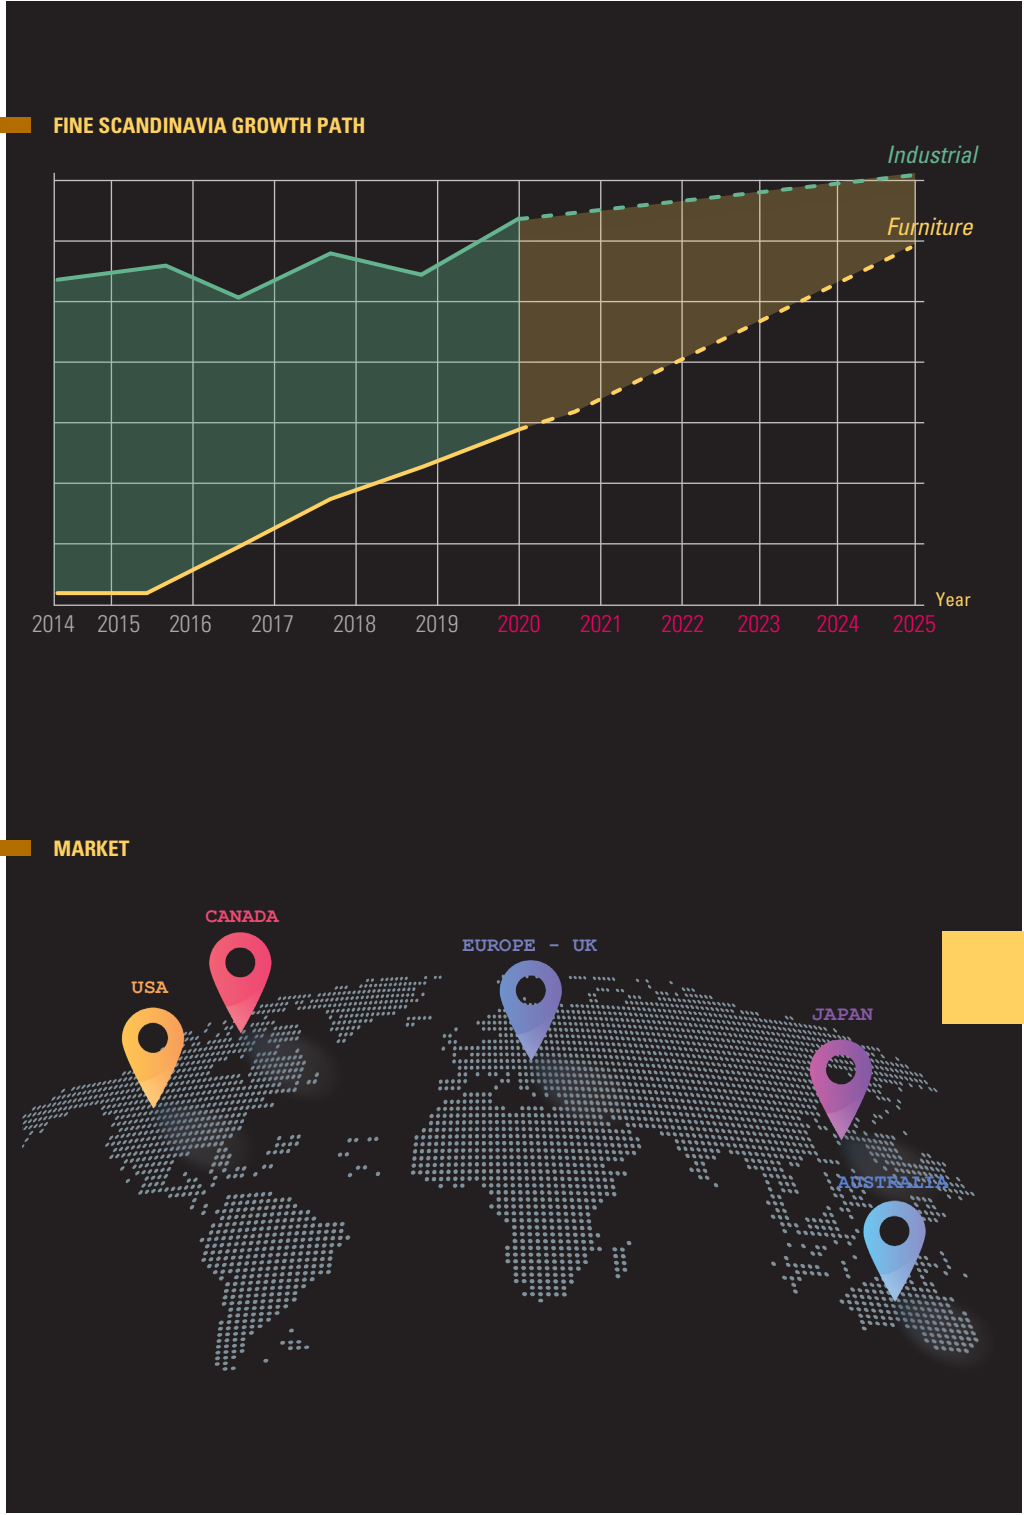 FINE SCANDINAVIA GROWTH PATH
Industrial
Furniture
Year
2014 2015 2016 2017 2018 2019 2020 2021 2022 2023 2024 2025
MARKET
CANADA
EUROPE - UK
USA
JAPAN
AUSTRALIA